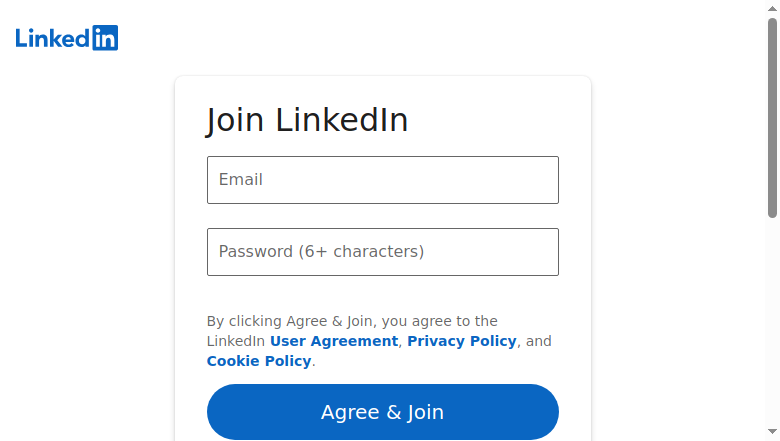 LinkedIn
Join LinkedIn
Email
Password (6+ characters)
By clicking Agree & Join, you agree to the
LinkedIn User Agreement, Privacy Policy, and
Cookie Policy.
Agree & Join